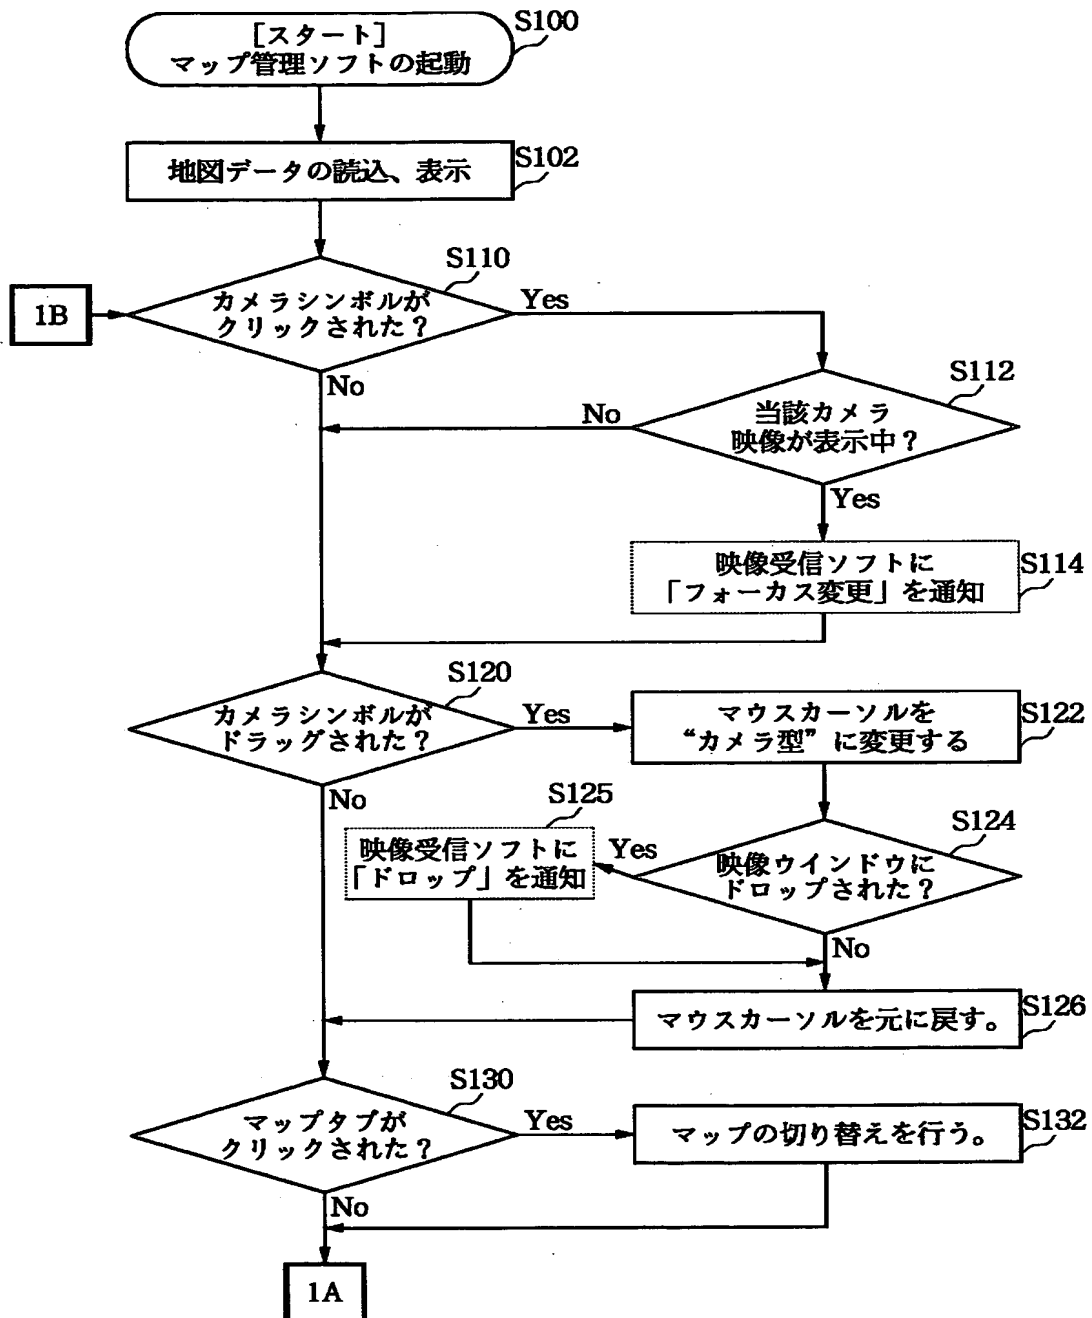 ［スタート］
マップ管理ソフトの起動
S100
地図データの読込、表示
S102
S110
1B
カメラシンボルが
クリックされた？
Yes
No
S112
当該カメラ
映像が表示中？
No
Yes
映像受信ソフトに
「フォーカス変更」を通知
S114
S120
カメラシンボルが
ドラッグされた？
Yes
No
マウスカーソルを
“カメラ型”に変更する
S122
S125
映像受信ソフトに
「ドロップ」を通知
Yes
S124
映像ウインドウに
ドロップされた？
No
マウスカーソルを元に戻す。
S126
S130
マップタブが
クリックされた？
Yes
No
マップの切り替えを行う。
S132
1A